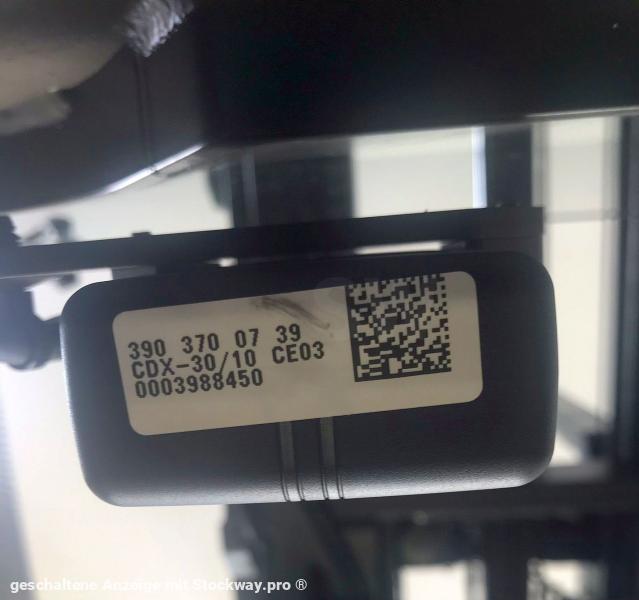 390 370 07 39
CDX-30/10 CE03
0003988450
geschaltene Anzeige mit Stockway.pro ®